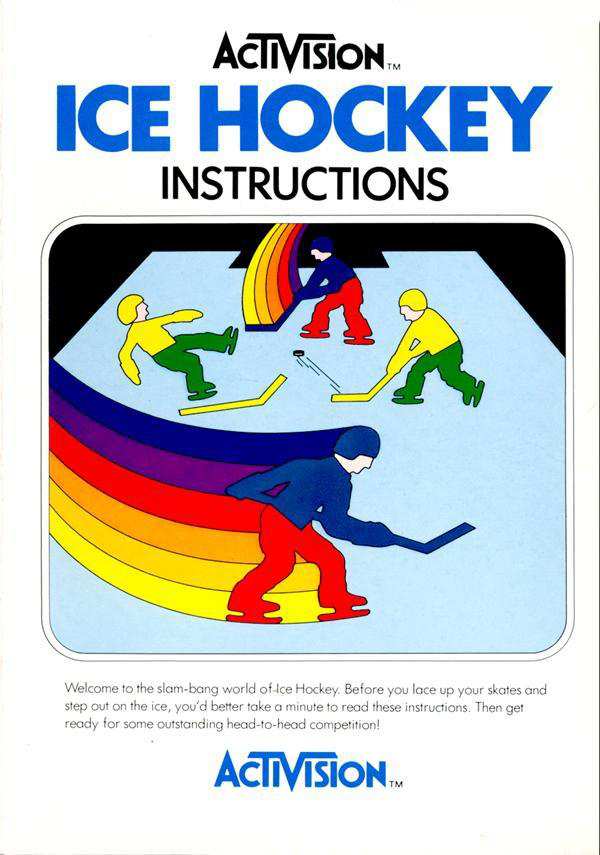 ACTIVISION™
ICE HOCKEY
INSTRUCTIONS
Welcome to the slam-bang world of Ice Hockey. Before you lace up your skates and
step out on the ice, you'd better take a minute to read these instructions. Then get
ready for some outstanding head-to-head competition!
ACTIVISION™